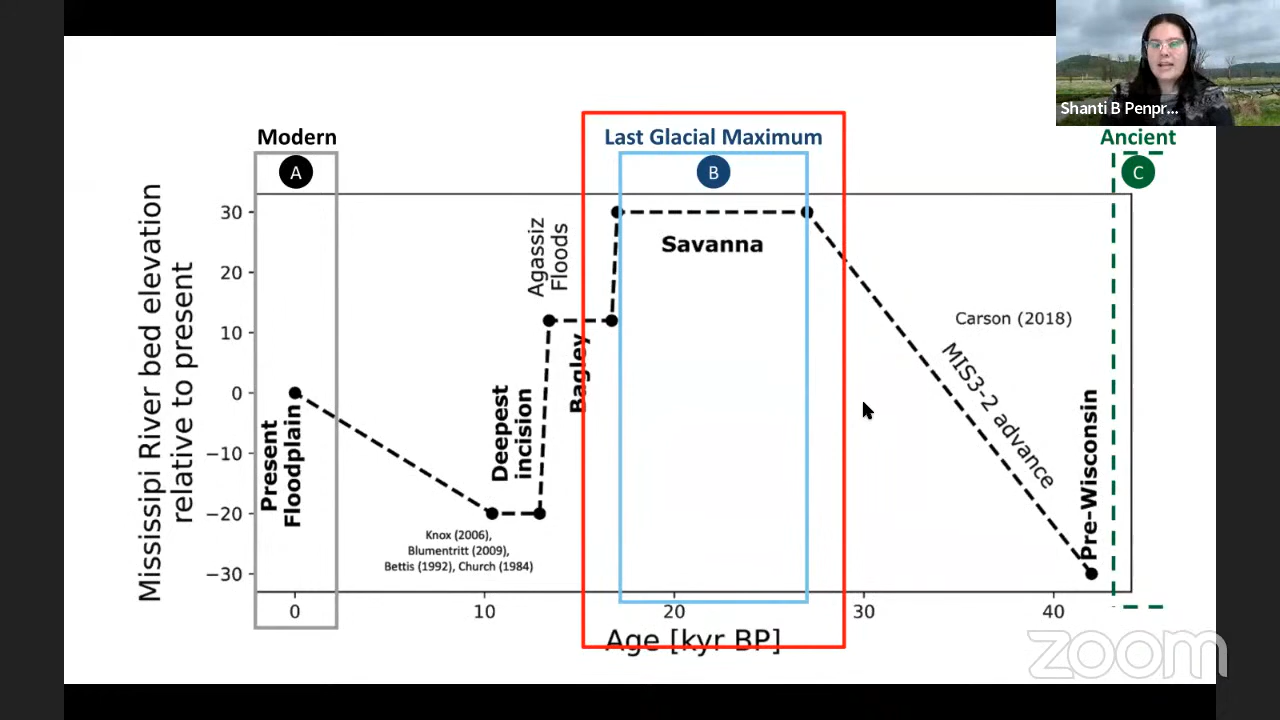 Shanti B Penpr...
Modern
Last Glacial Maximum
Ancient
A
B
C
Mississipi River bed elevation
relative to present
30
20
10
0
−10
−20
−30
Present
Floodplain
Knox (2006),
Blumentritt (2009),
Bettis (1992), Church (1984)
Deepest
incision
Agassiz
Floods
Bagley
Savanna
Carson (2018)
MIS3-2 advance
Pre-Wisconsin
0
10
20
30
40
Age [kyr BP]
zoom